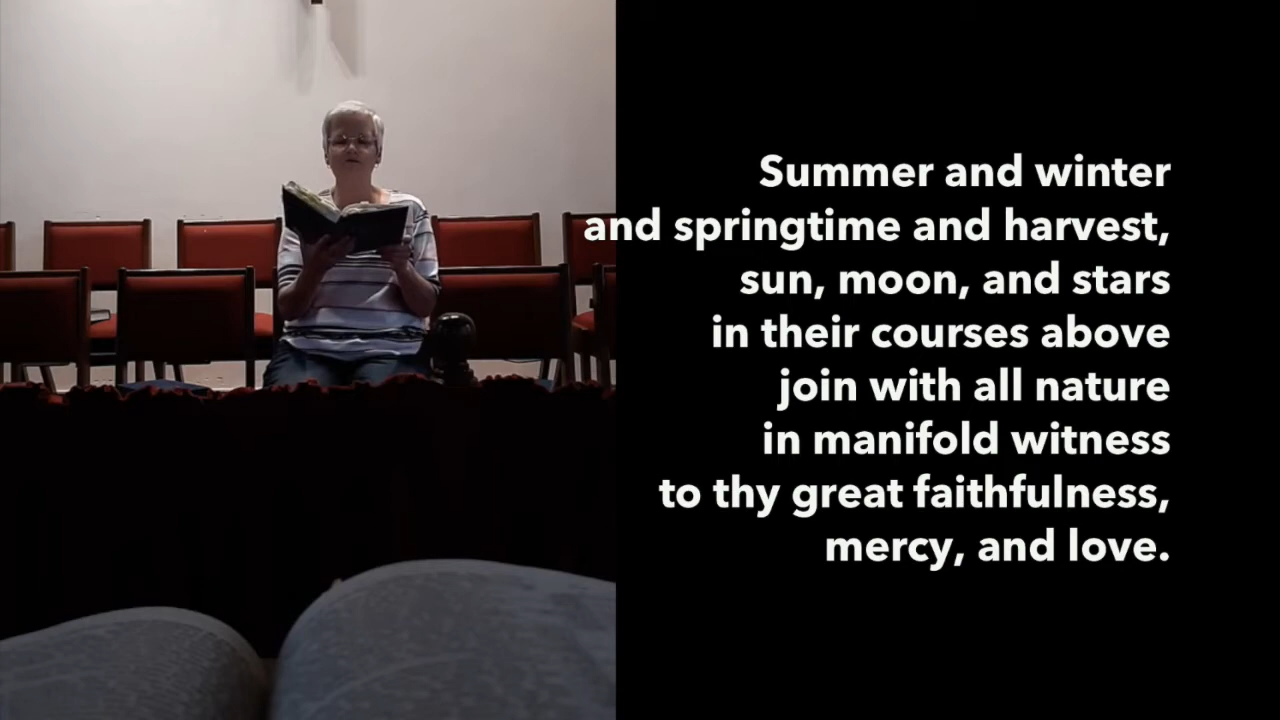 Summer and winter
and springtime and harvest,
sun, moon, and stars
in their courses above
join with all nature
in manifold witness
to thy great faithfulness,
mercy, and love.